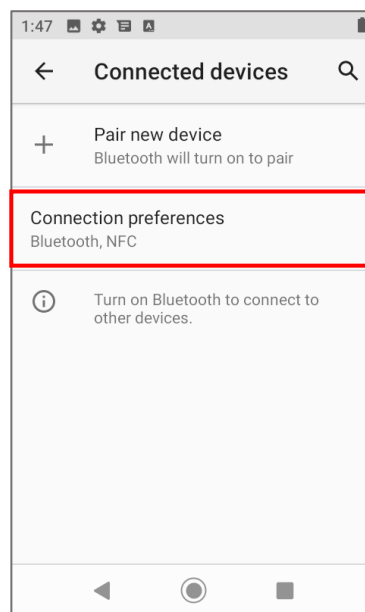 1:47
Connected devices
Pair new device
Bluetooth will turn on to pair
Connection preferences
Bluetooth, NFC
Turn on Bluetooth to connect to
other devices.